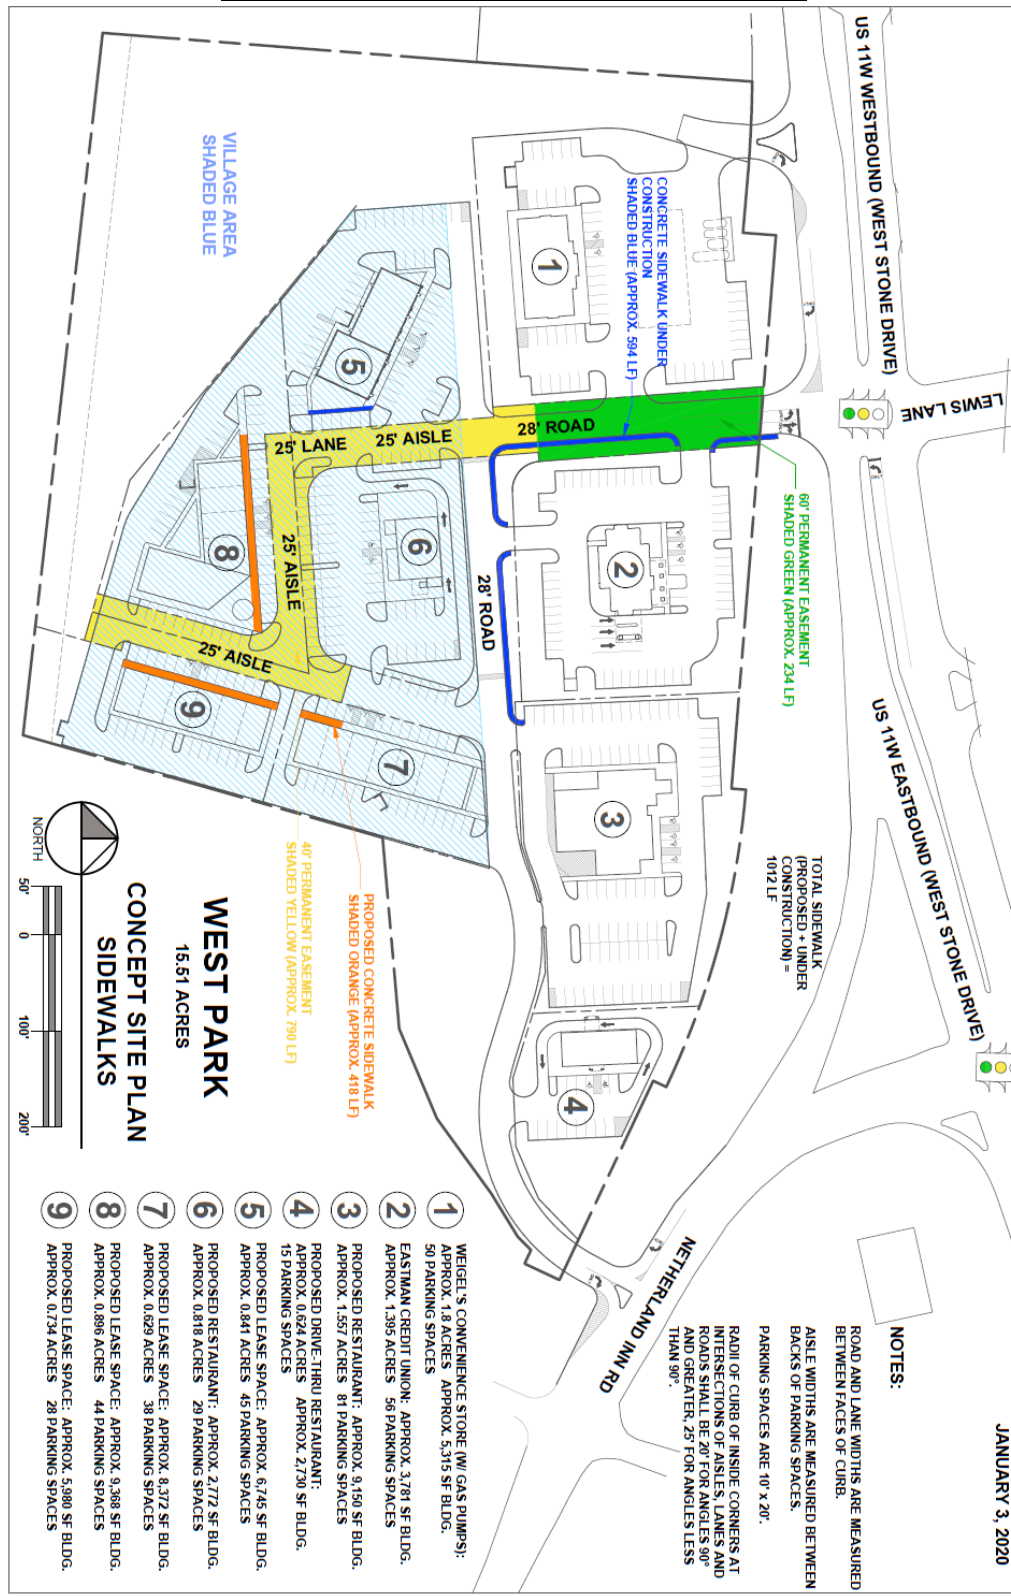 JANUARY 3, 2020
NOTES:
ROAD AND LANE WIDTHS ARE MEASURED
BETWEEN FACES OF CURB.
AISLE WIDTHS ARE MEASURED BETWEEN
BACKS OF PARKING SPACES.
PARKING SPACES ARE 10' X 20'.
RADII OF CURB OF INSIDE CORNERS AT
INTERSECTIONS OF AISLES, LANES AND
ROADS SHALL BE 20' FOR ANGLES 90°
AND GREATER, 25' FOR ANGLES LESS
THAN 90°.
LEWIS LANE
US 11W WESTBOUND (WEST STONE DRIVE)
US 11W EASTBOUND (WEST STONE DRIVE)
NETHERLAND INN RD
TOTAL SIDEWALK
(PROPOSED + UNDER
CONSTRUCTION) =
1012 LF
60' PERMANENT EASEMENT
SHADED GREEN (APPROX. 234 LF)
CONCRETE SIDEWALK UNDER
CONSTRUCTION
SHADED BLUE (APPROX. 594 LF)
VILLAGE AREA
SHADED BLUE
28' ROAD
28' ROAD
25' AISLE
25' LANE
25' AISLE
25' AISLE
1
2
3
4
5
6
7
8
9
PROPOSED CONCRETE SIDEWALK
SHADED ORANGE (APPROX. 418 LF)
40' PERMANENT EASEMENT
SHADED YELLOW (APPROX. 790 LF)
WEST PARK
15.51 ACRES
CONCEPT SITE PLAN
SIDEWALKS
NORTH
50' 0 100' 200'
1 WEIGEL'S CONVENIENCE STORE (W/ GAS PUMPS):
APPROX. 1.8 ACRES APPROX. 5,315 SF BLDG.
50 PARKING SPACES
2 EASTMAN CREDIT UNION: APPROX. 3,781 SF BLDG.
APPROX. 1.395 ACRES 56 PARKING SPACES
3 PROPOSED RESTAURANT: APPROX. 9,150 SF BLDG.
APPROX. 1.557 ACRES 81 PARKING SPACES
4 PROPOSED DRIVE-THRU RESTAURANT:
APPROX. 0.624 ACRES APPROX. 2,730 SF BLDG.
15 PARKING SPACES
5 PROPOSED LEASE SPACE: APPROX. 6,745 SF BLDG.
APPROX. 0.841 ACRES 45 PARKING SPACES
6 PROPOSED RESTAURANT: APPROX. 2,772 SF BLDG.
APPROX. 0.818 ACRES 29 PARKING SPACES
7 PROPOSED LEASE SPACE: APPROX. 8,372 SF BLDG.
APPROX. 0.629 ACRES 38 PARKING SPACES
8 PROPOSED LEASE SPACE: APPROX. 9,368 SF BLDG.
APPROX. 0.896 ACRES 44 PARKING SPACES
9 PROPOSED LEASE SPACE: APPROX. 5,980 SF BLDG.
APPROX. 0.734 ACRES 28 PARKING SPACES